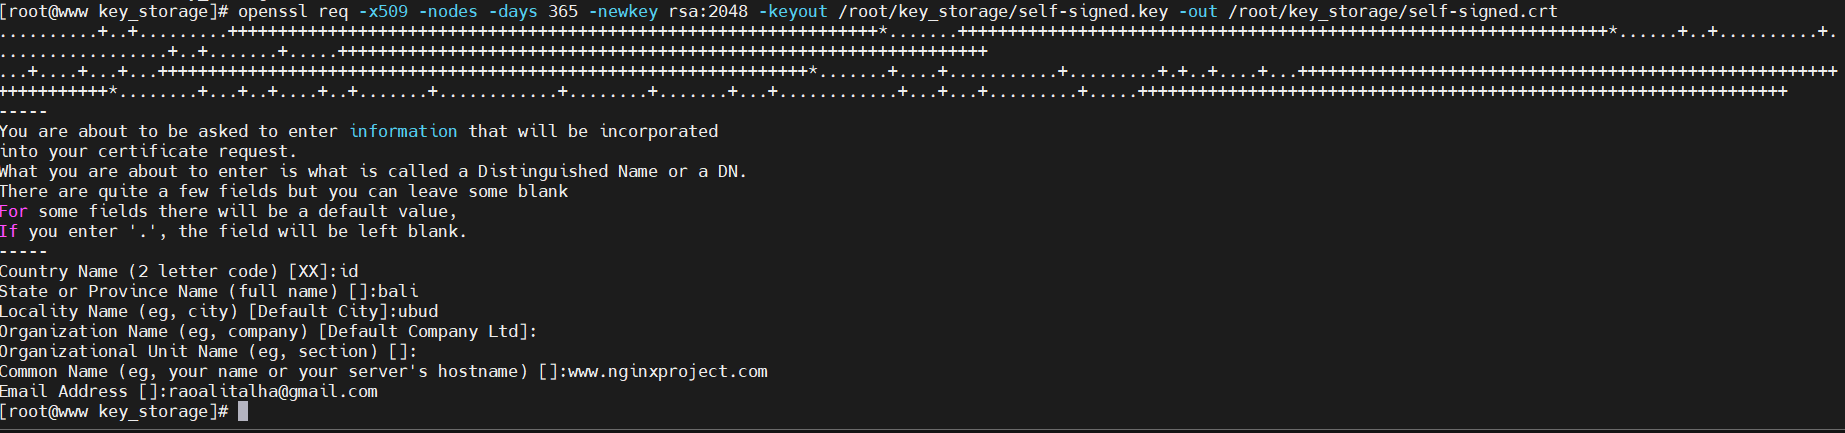 [root@www key_storage]# openssl req -x509 -nodes -days 365 -newkey rsa:2048 -keyout /root/key_storage/self-signed.key -out /root/key_storage/self-signed.crt
..........+..+.........+++++++++++++++++++++++++++++++++++++++++++++++++++++++++++++++++*.......+++++++++++++++++++++++++++++++++++++++++++++++++++++++++++++++++*......+..+..........+.
.................+..+.......+.....+++++++++++++++++++++++++++++++++++++++++++++++++++++++++++++++++
...+....+...+...+++++++++++++++++++++++++++++++++++++++++++++++++++++++++++++++++*.......+....+...........+.........+.+..+....+...++++++++++++++++++++++++++++++++++++++++++++++++++++++
+++++++++++*........+...+..+....+..+.......+............+........+.......+...+............+...+...+.........+.....+++++++++++++++++++++++++++++++++++++++++++++++++++++++++++++++++
-----
You are about to be asked to enter information that will be incorporated
into your certificate request.
What you are about to enter is what is called a Distinguished Name or a DN.
There are quite a few fields but you can leave some blank
For some fields there will be a default value,
If you enter '.', the field will be left blank.
-----
Country Name (2 letter code) [XX]:id
State or Province Name (full name) []:bali
Locality Name (eg, city) [Default City]:ubud
Organization Name (eg, company) [Default Company Ltd]:
Organizational Unit Name (eg, section) []:
Common Name (eg, your name or your server's hostname) []:www.nginxproject.com
Email Address []:raoalitalha@gmail.com
[root@www key_storage]#